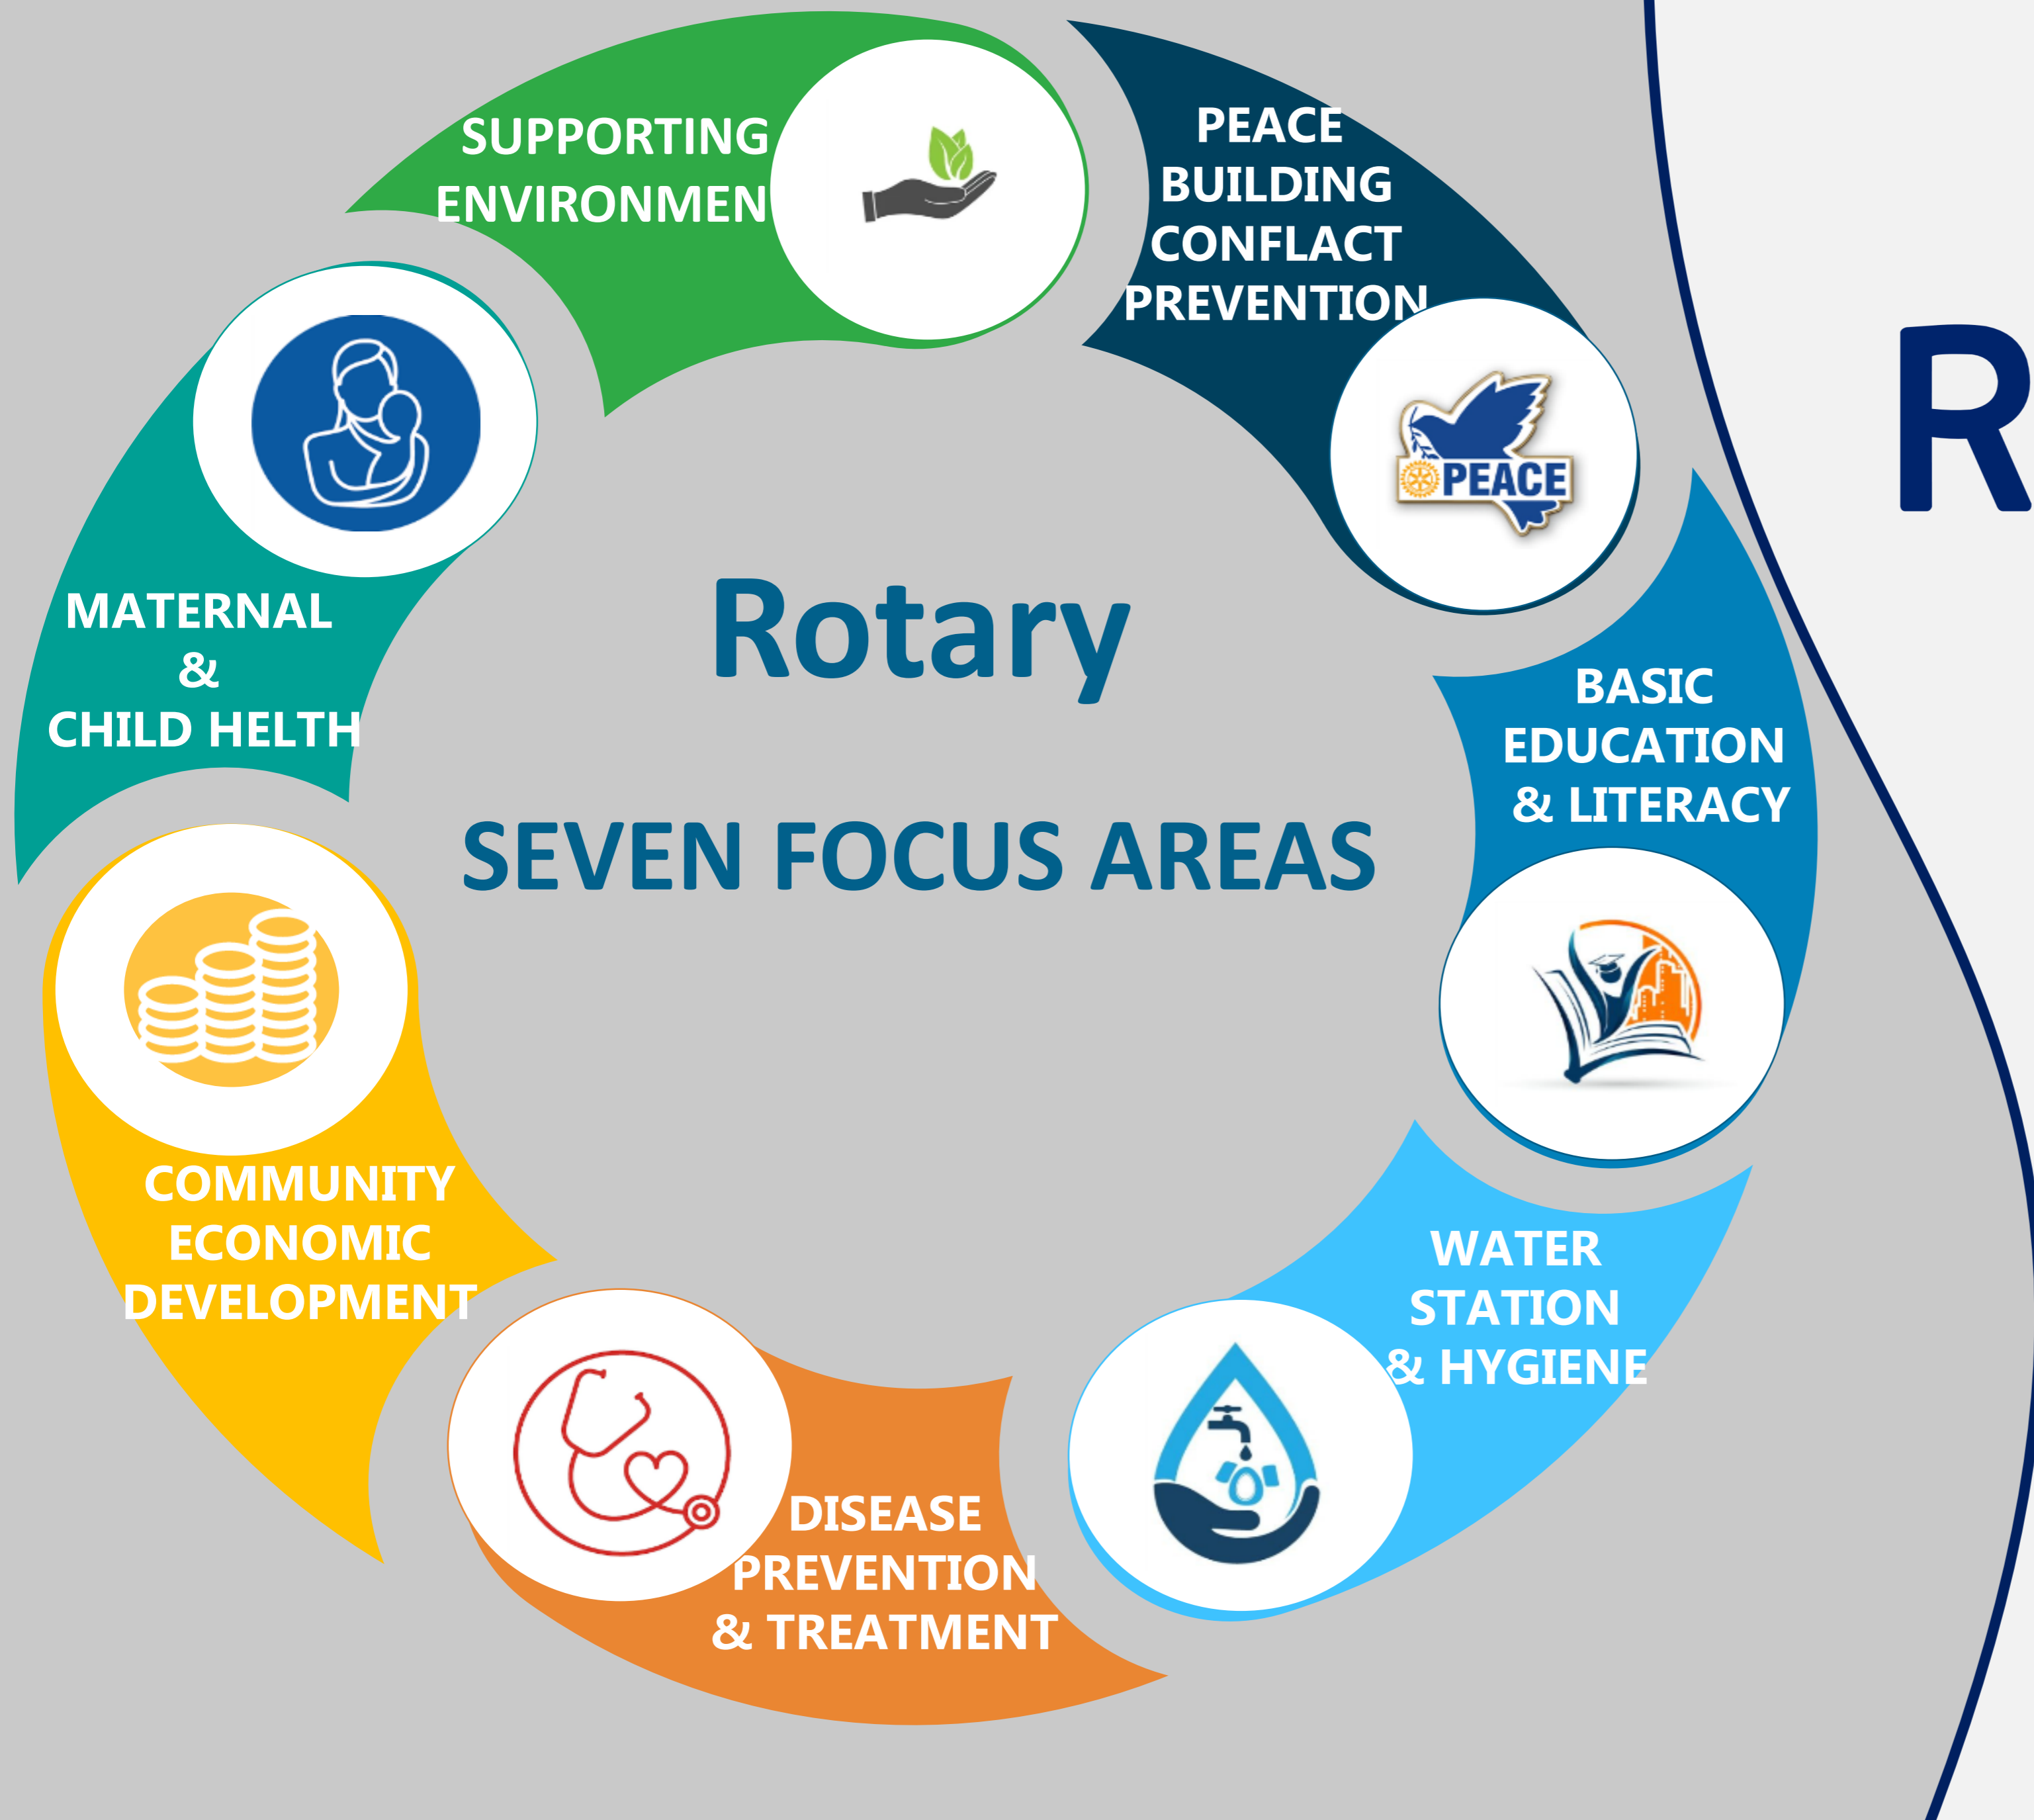 SUPPORTING
ENVIRONMEN
PEACE
BUILDING
CONFLACT
PREVENTION
PEACE
R
MATERNAL
&
CHILD HELTH
Rotary
SEVEN FOCUS AREAS
BASIC
EDUCATION
& LITERACY
COMMUNITY
ECONOMIC
DEVELOPMENT
WATER
STATION
& HYGIENE
DISEASE
PREVENTION
& TREATMENT